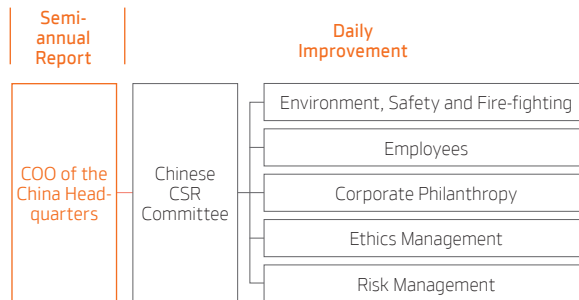 Semi-
annual
Report
Daily
Improvement
COO of the
China Head-
quarters
Chinese
CSR
Committee
Environment, Safety and Fire-fighting
Employees
Corporate Philanthropy
Ethics Management
Risk Management